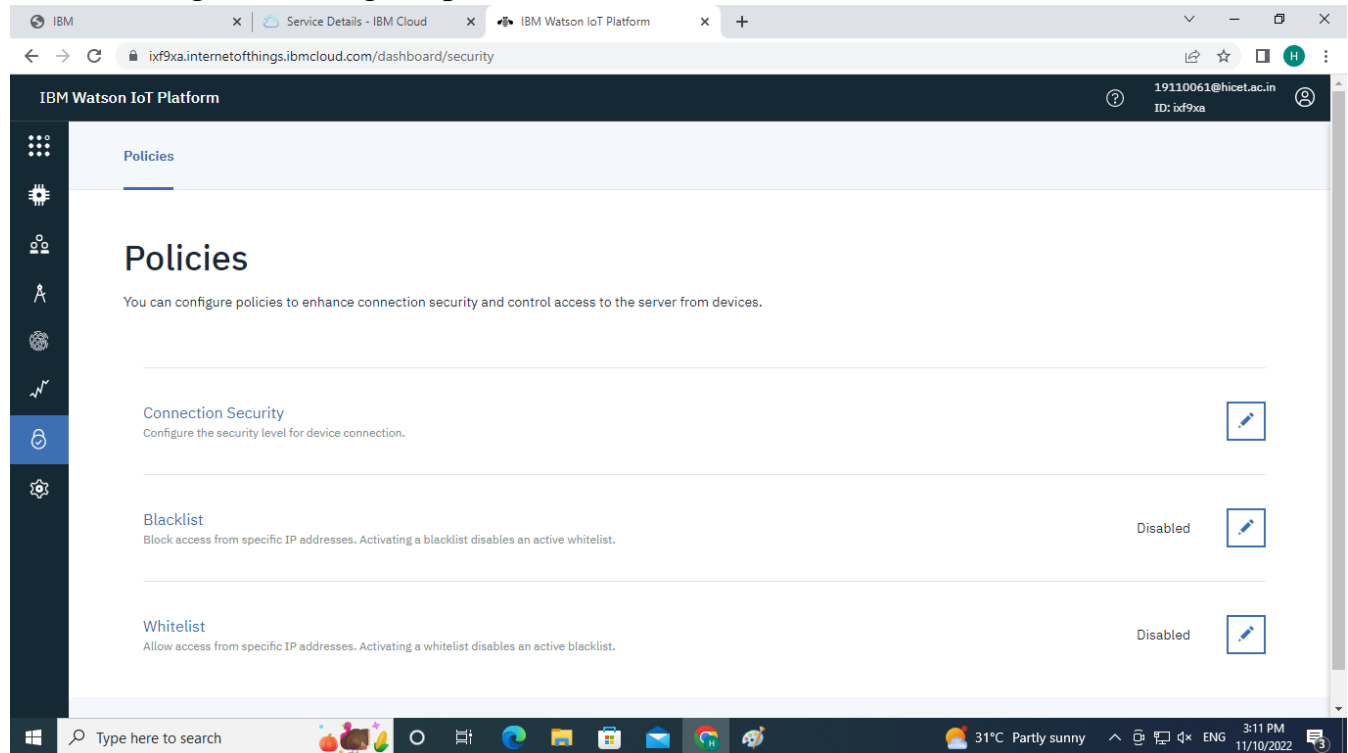 IBM
Service Details - IBM Cloud
IBM Watson IoT Platform
ixf9xa.internetofthings.ibmcloud.com/dashboard/security
H
IBM Watson IoT Platform
19110061@hicet.ac.in
ID: ixf9xa
Policies
Policies
You can configure policies to enhance connection security and control access to the server from devices.
Connection Security
Configure the security level for device connection.
Blacklist
Block access from specific IP addresses. Activating a blacklist disables an active whitelist.
Disabled
Whitelist
Allow access from specific IP addresses. Activating a whitelist disables an active blacklist.
Disabled
Type here to search
31°C Partly sunny
ENG
3:11 PM
11/10/2022
3